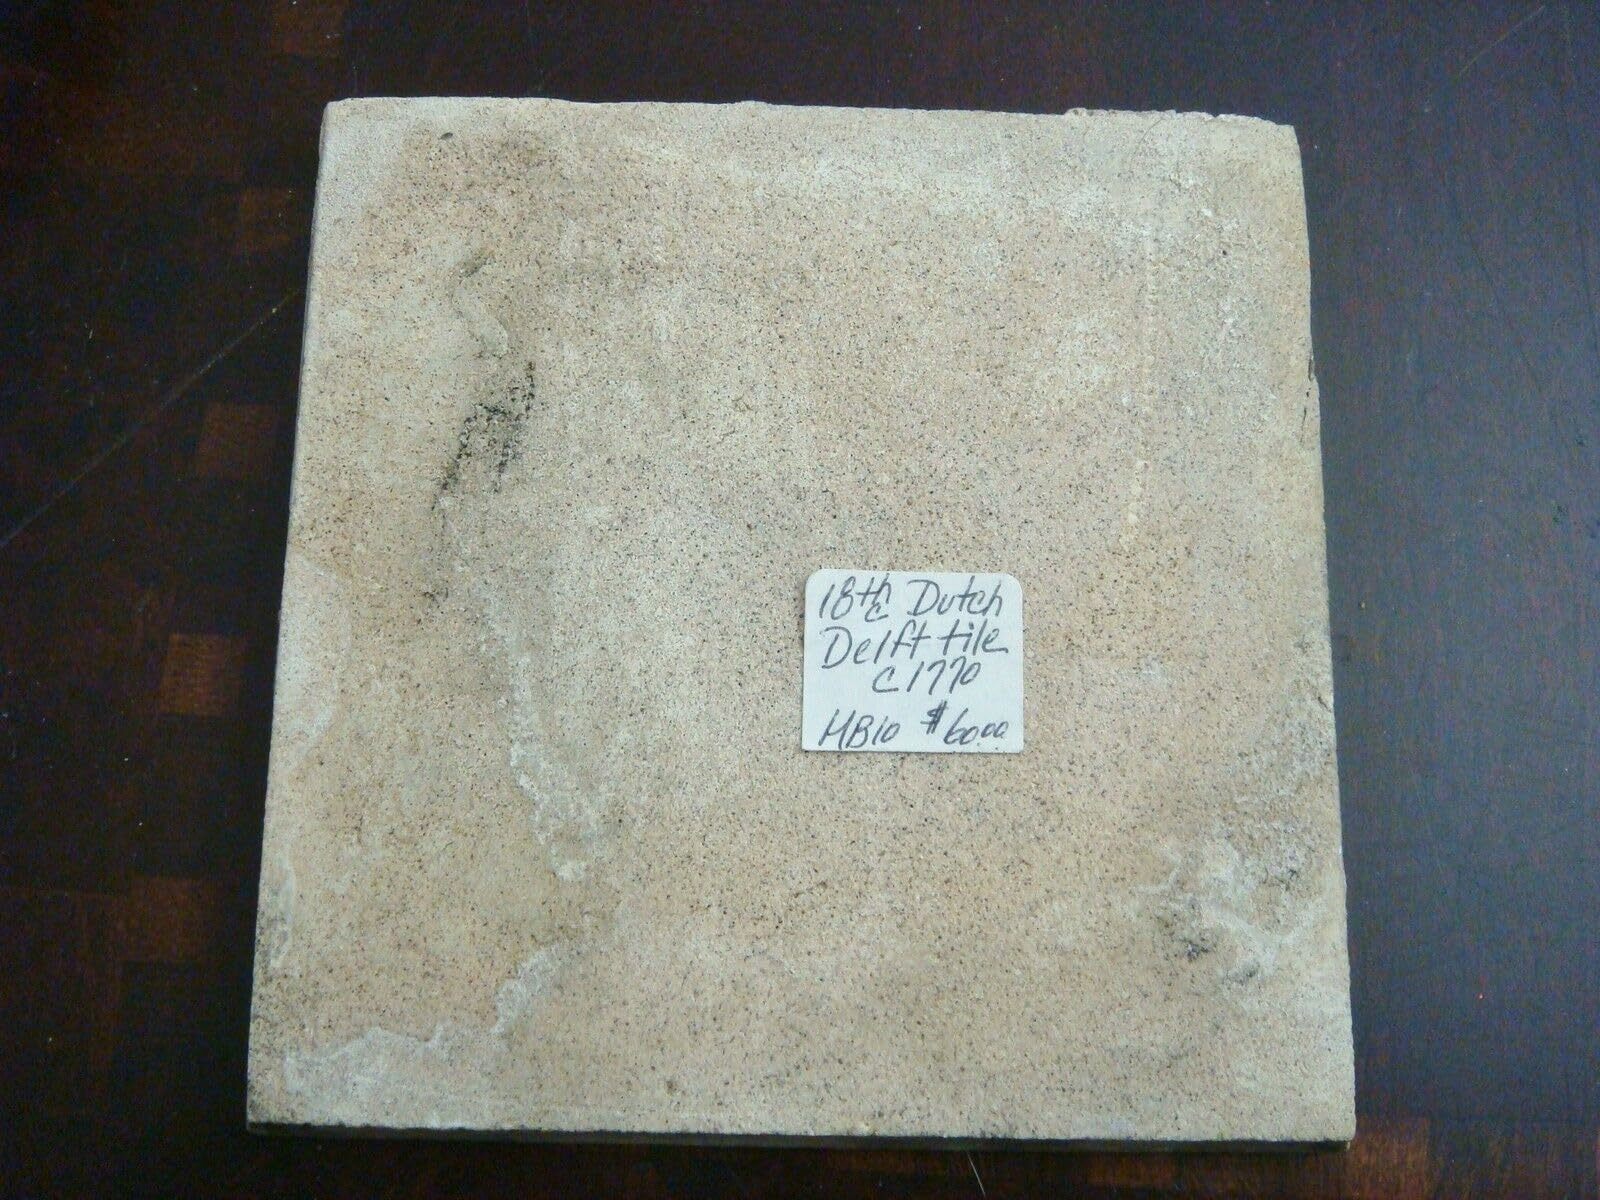 18th c Dutch
Delft tile
c1770
HB10 $60.00